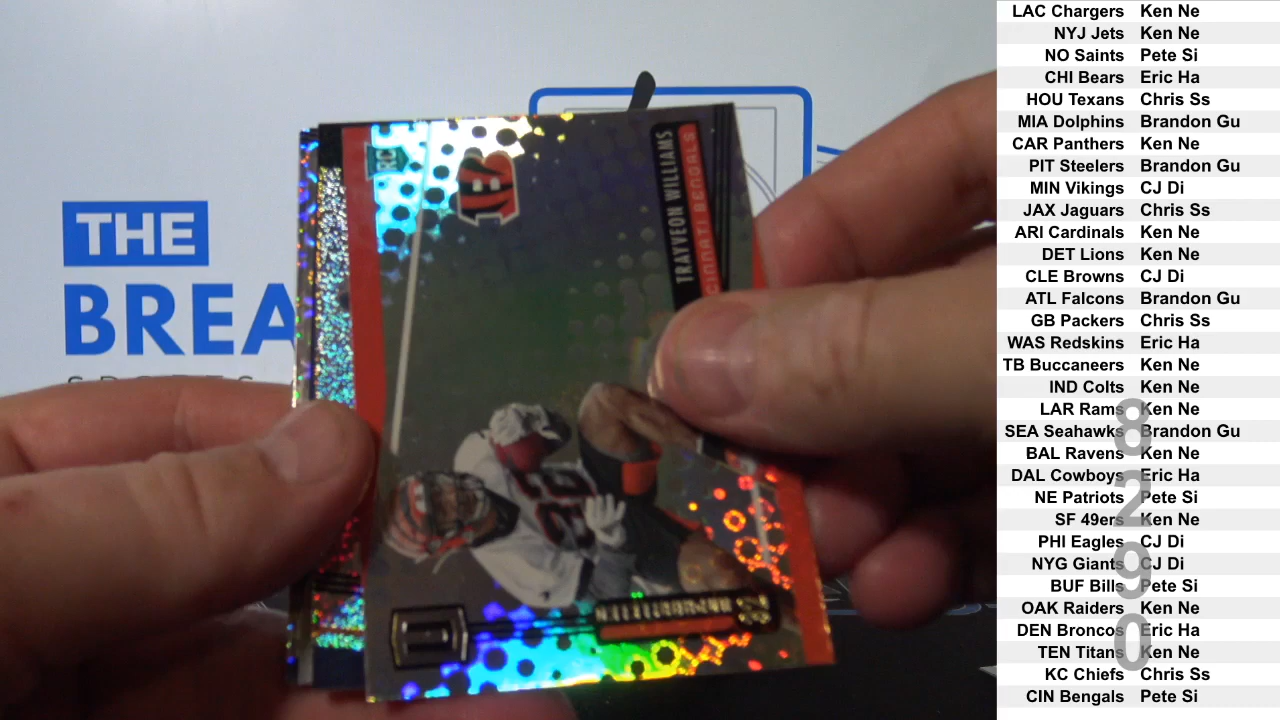 THE
BREA
RC
TRAYVEON WILLIAMS
LAC Chargers Ken Ne
NYJ Jets Ken Ne
NO Saints Pete Si
CHI Bears Eric Ha
HOU Texans Chris Ss
MIA Dolphins Brandon Gu
CAR Panthers Ken Ne
PIT Steelers Brandon Gu
MIN Vikings CJ Di
JAX Jaguars Chris Ss
ARI Cardinals Ken Ne
DET Lions Ken Ne
CLE Browns CJ Di
ATL Falcons Brandon Gu
GB Packers Chris Ss
WAS Redskins Eric Ha
TB Buccaneers Ken Ne
IND Colts Ken Ne
LAR Rams Ken Ne
SEA Seahawks Brandon Gu
BAL Ravens Ken Ne
DAL Cowboys Eric Ha
NE Patriots Pete Si
SF 49ers Ken Ne
PHI Eagles CJ Di
NYG Giants CJ Di
BUF Bills Pete Si
OAK Raiders Ken Ne
DEN Broncos Eric Ha
TEN Titans Ken Ne
KC Chiefs Chris Ss
CIN Bengals Pete Si
8290